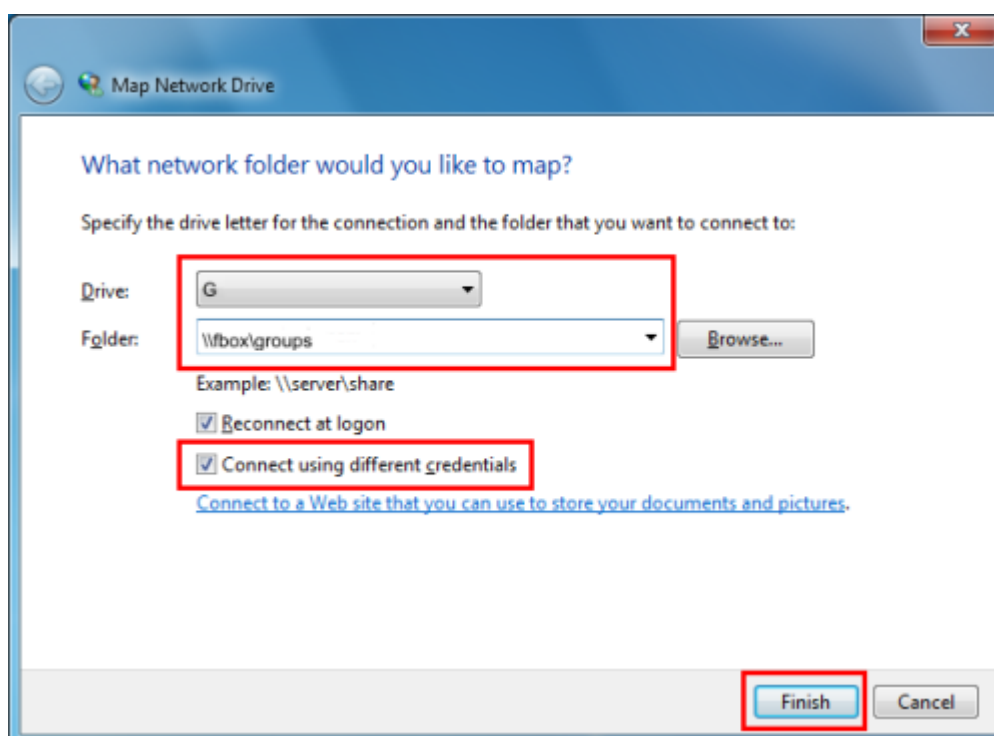 Map Network Drive
What network folder would you like to map?
Specify the drive letter for the connection and the folder that you want to connect to:
Drive: G
Folder: \\fbox\groups Browse...
Example: \\server\share
Reconnect at logon
Connect using different credentials
Connect to a Web site that you can use to store your documents and pictures.
Finish Cancel